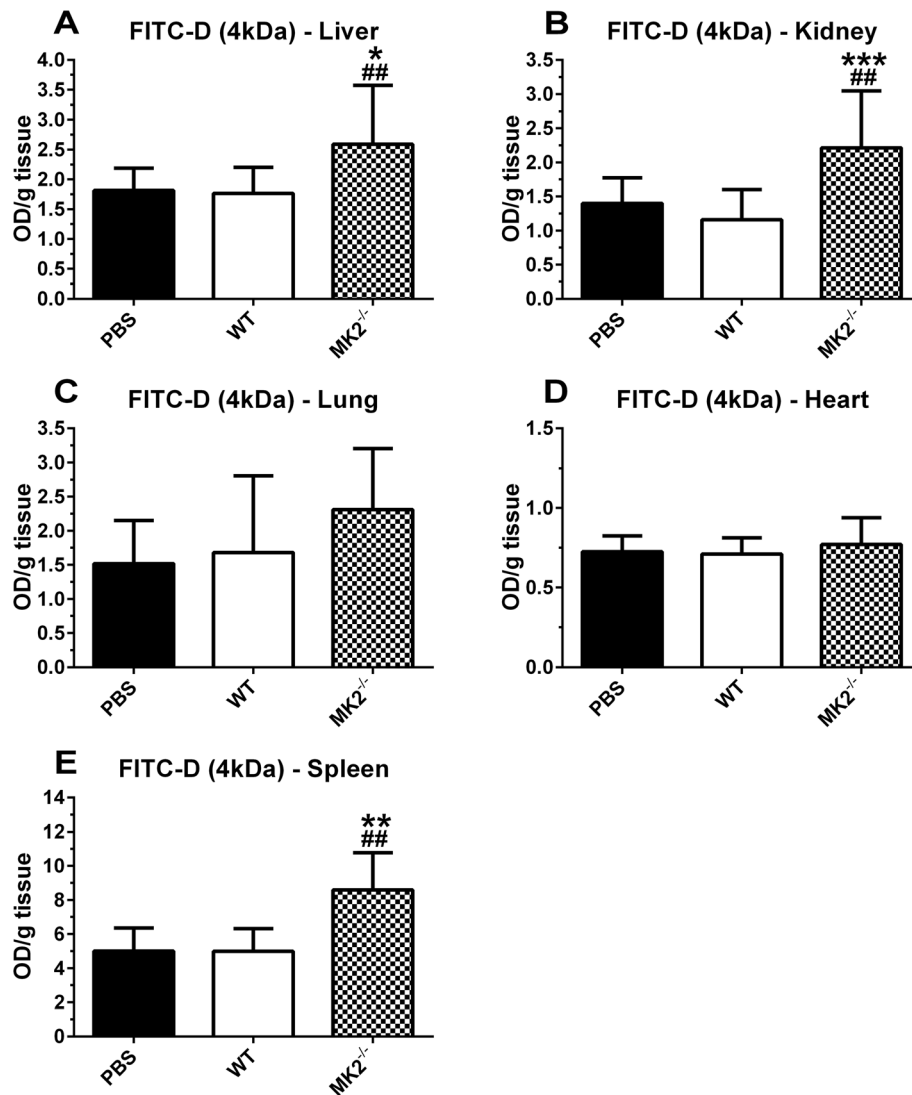 A
FITC-D (4kDa) - Liver
OD/g tissue
4.0
3.5
3.0
2.5
2.0
1.5
1.0
0.5
0.0
*
##
PBS
WT
MK2-/-
B
FITC-D (4kDa) - Kidney
OD/g tissue
3.5
3.0
2.5
2.0
1.5
1.0
0.5
0.0
***
##
PBS
WT
MK2-/-
C
FITC-D (4kDa) - Lung
OD/g tissue
3.5
3.0
2.5
2.0
1.5
1.0
0.5
0.0
PBS
WT
MK2-/-
D
FITC-D (4kDa) - Heart
OD/g tissue
1.5
1.0
0.5
0.0
PBS
WT
MK2-/-
E
FITC-D (4kDa) - Spleen
OD/g tissue
14
12
10
8
6
4
2
0
**
##
PBS
WT
MK2-/-